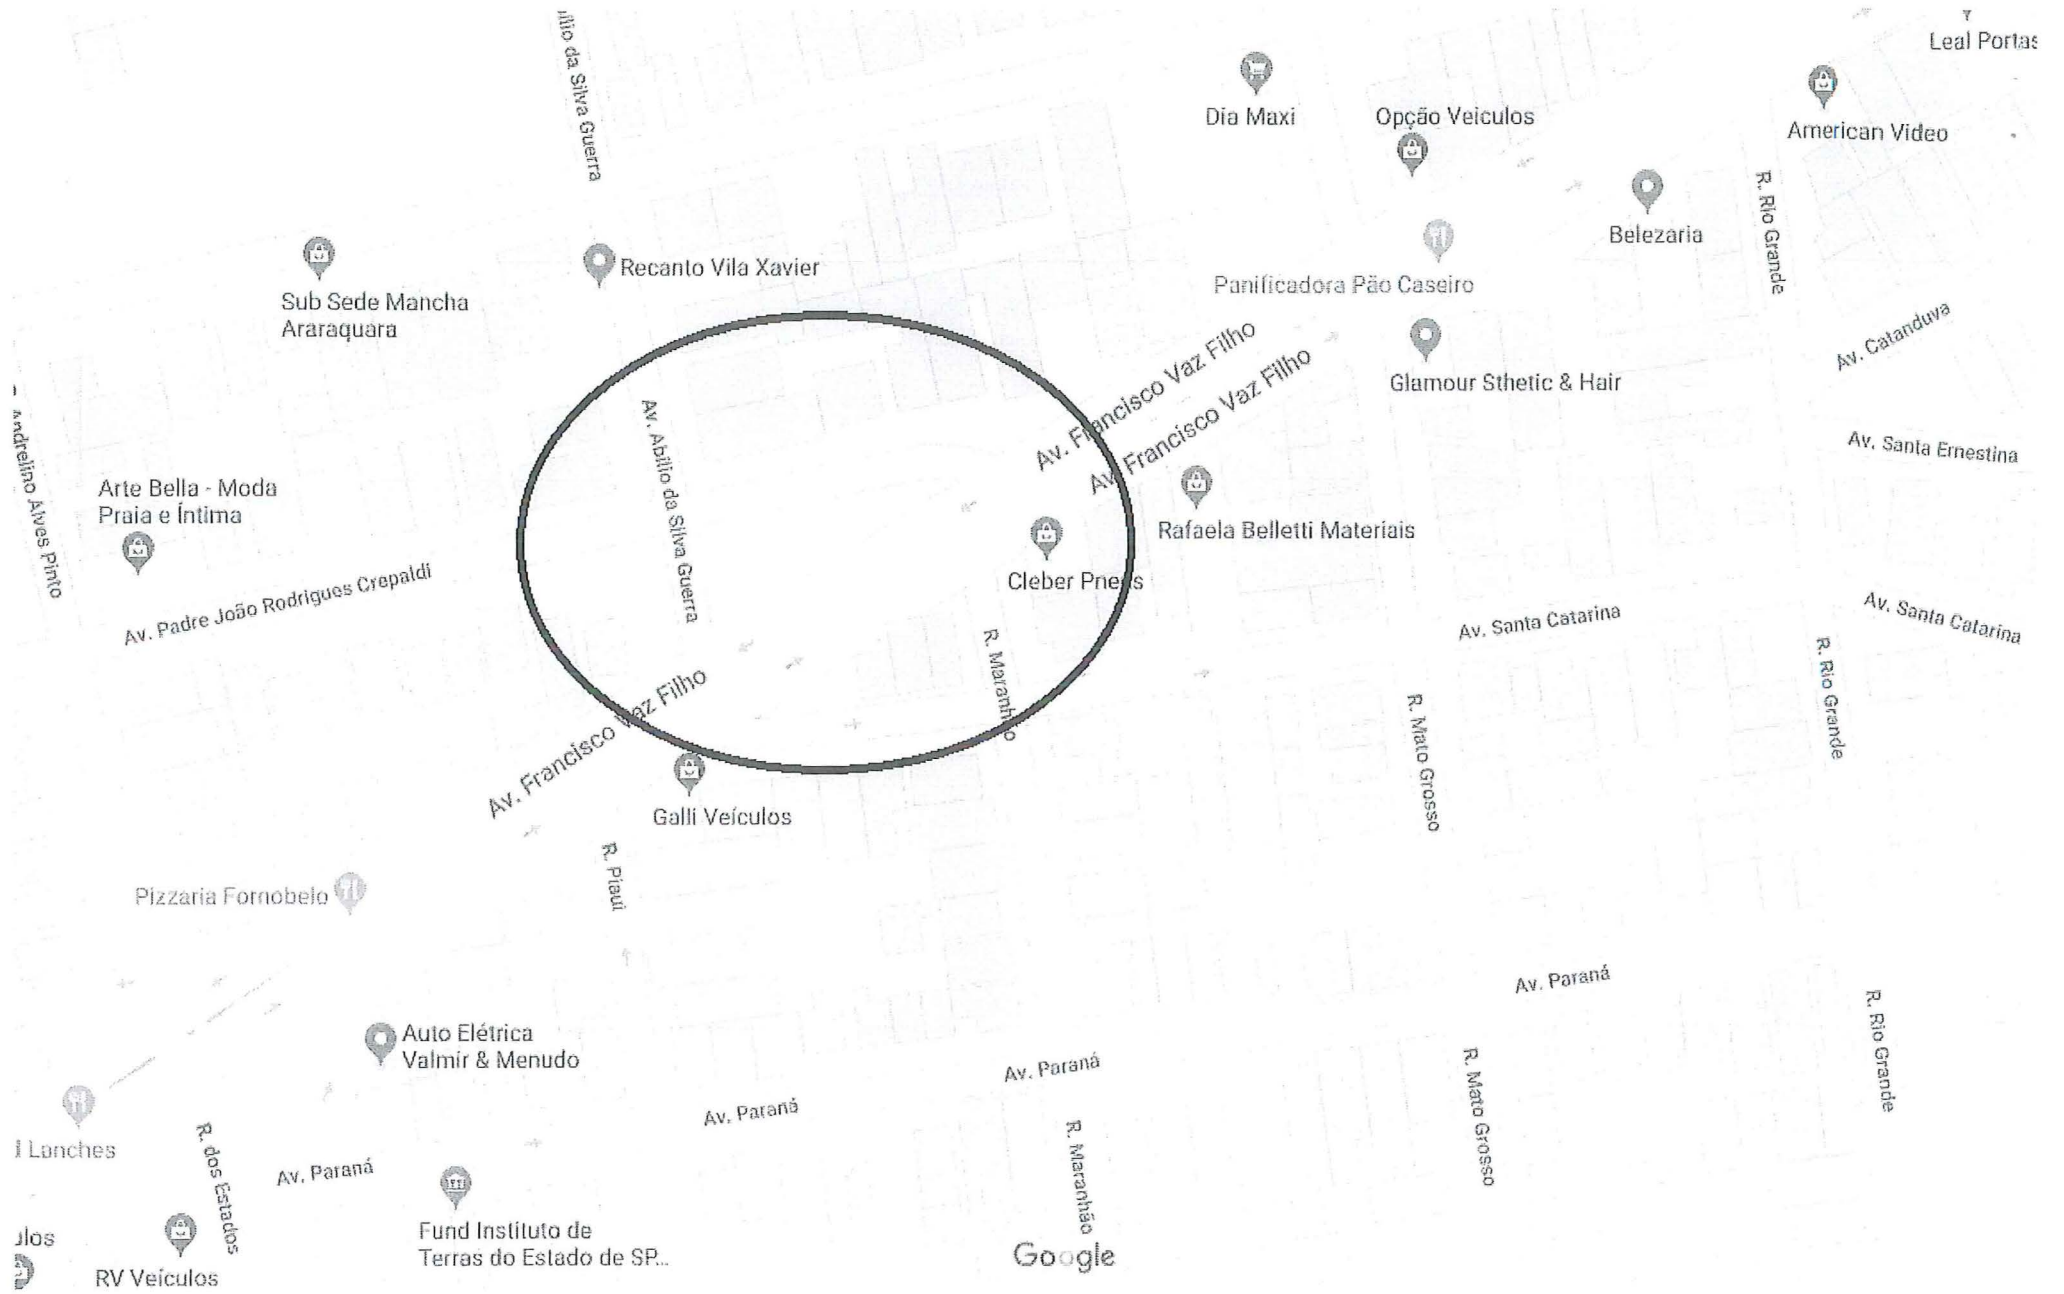 Leal Portas
ílio da Silva Guerra
Dia Maxi
Opção Veículos
American Video
R. Rio Grande
Belezaria
Recanto Vila Xavier
Panificadora Pão Caseiro
Sub Sede Mancha
Araraquara
Av. Francisco Vaz Filho
Av. Francisco Vaz Filho
Glamour Sthetic & Hair
Av. Catanduva
Andrelino Alves Pinto
Av. Abílio da Silva Guerra
Av. Santa Ernestina
Arte Bella - Moda
Praia e Íntima
Rafaela Belletti Materiais
Cleber Pneus
Av. Padre João Rodrigues Crepaldi
Av. Santa Catarina
Av. Santa Catarina
R. Maranhão
R. Rio Grande
Av. Francisco Vaz Filho
R. Mato Grosso
Galli Veículos
R. Piauí
Pizzaria Fornobelo
Av. Paraná
R. Rio Grande
Auto Elétrica
Valmir & Menudo
Av. Paraná
R. Mato Grosso
Av. Paraná
Lanches
R. dos Estados
Av. Paraná
R. Maranhão
Fund Instituto de
Terras do Estado de SP...
ulos
RV Veículos
Google